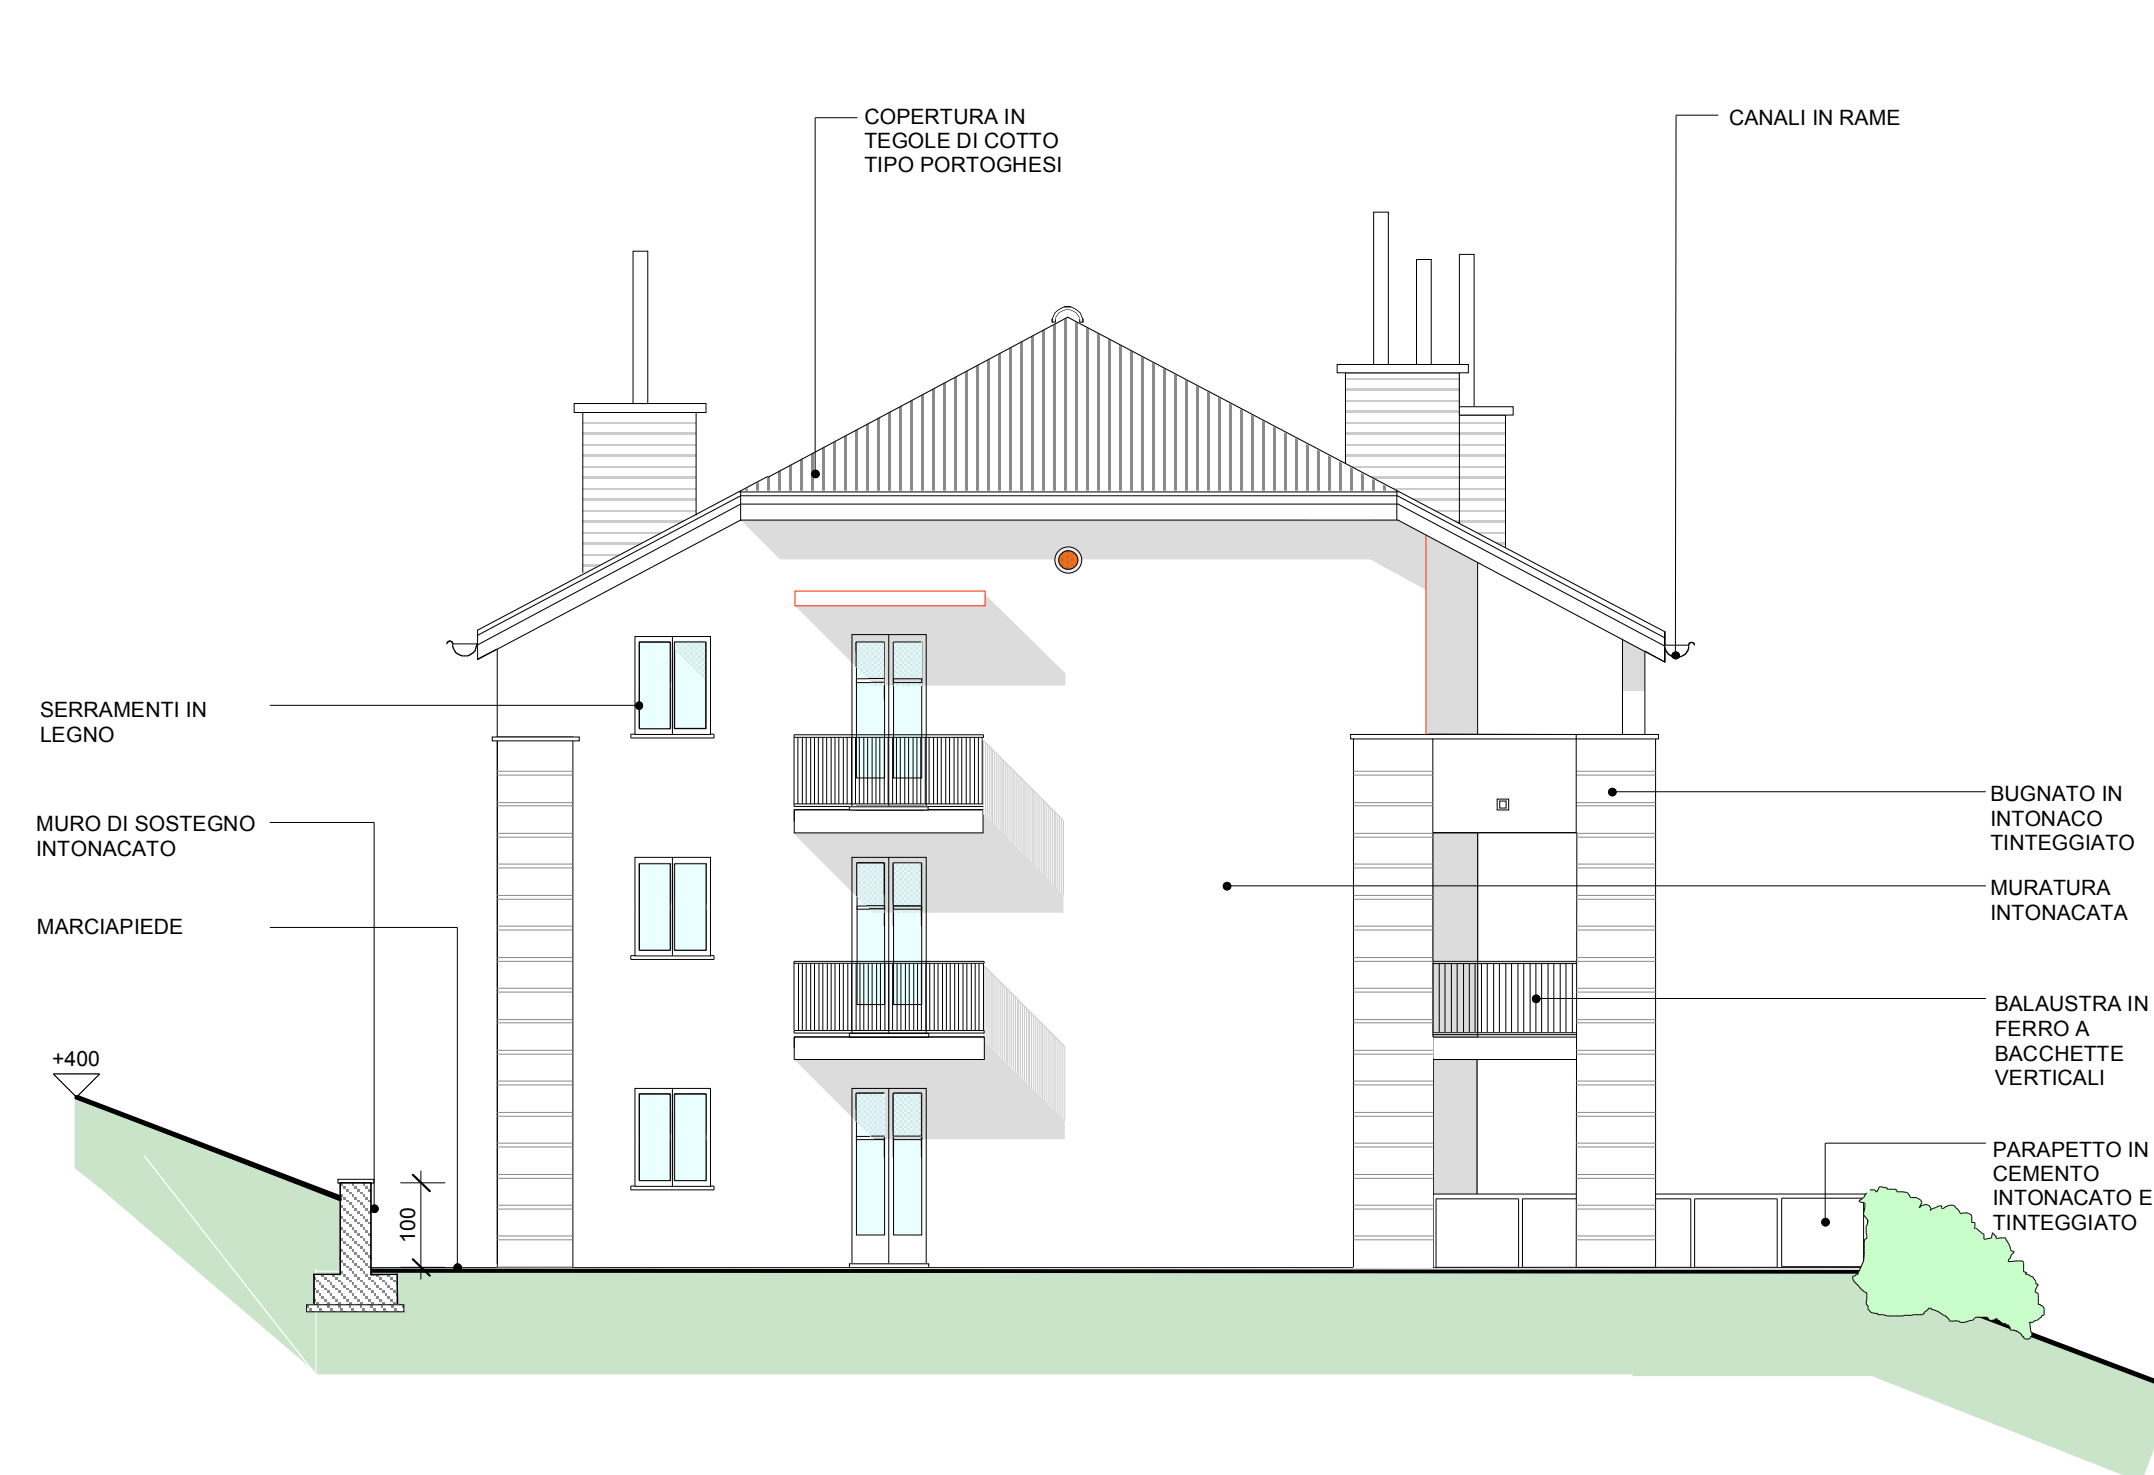 COPERTURA IN
TEGOLE DI COTTO
TIPO PORTOGHESI
CANALI IN RAME
SERRAMENTI IN
LEGNO
MURO DI SOSTEGNO
INTONACATO
MARCIAPIEDE
+400
100
BUGNATO IN
INTONACO
TINTEGGIATO
MURATURA
INTONACATA
BALAUSTRA IN
FERRO A
BACCHETTE
VERTICALI
PARAPETTO IN
CEMENTO
INTONACATO E
TINTEGGIATO